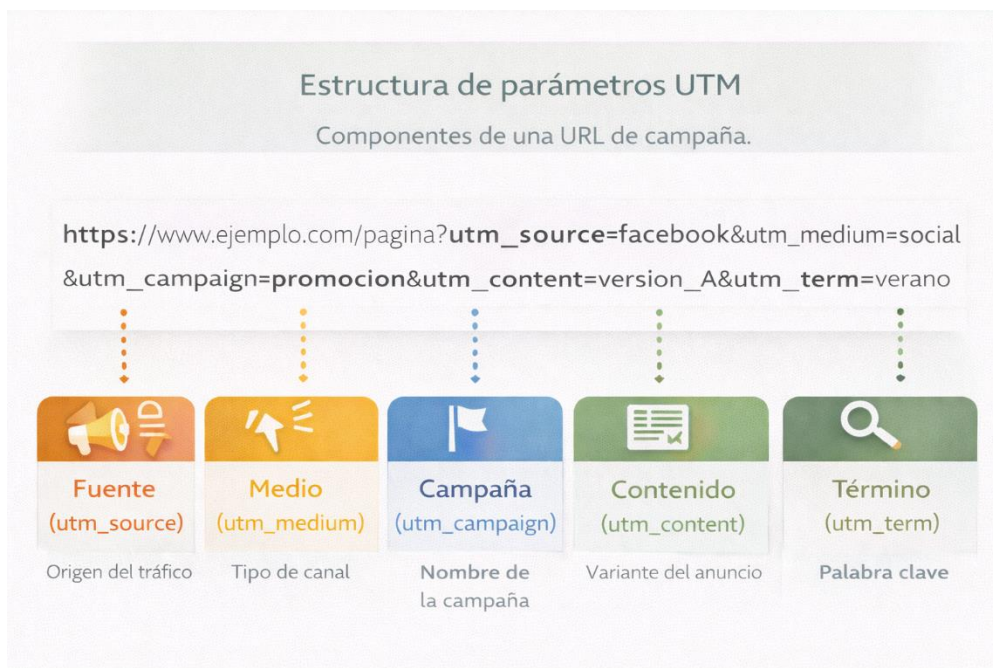 Estructura de parámetros UTM
Componentes de una URL de campaña.
https://www.ejemplo.com/pagina?utm_source=facebook&utm_medium=social
&utm_campaign=promocion&utm_content=version_A&utm_term=verano
Fuente
(utm_source)
Origen del tráfico
Medio
(utm_medium)
Tipo de canal
Campaña
(utm_campaign)
Nombre de
la campaña
Contenido
(utm_content)
Variante del anuncio
Término
(utm_term)
Palabra clave